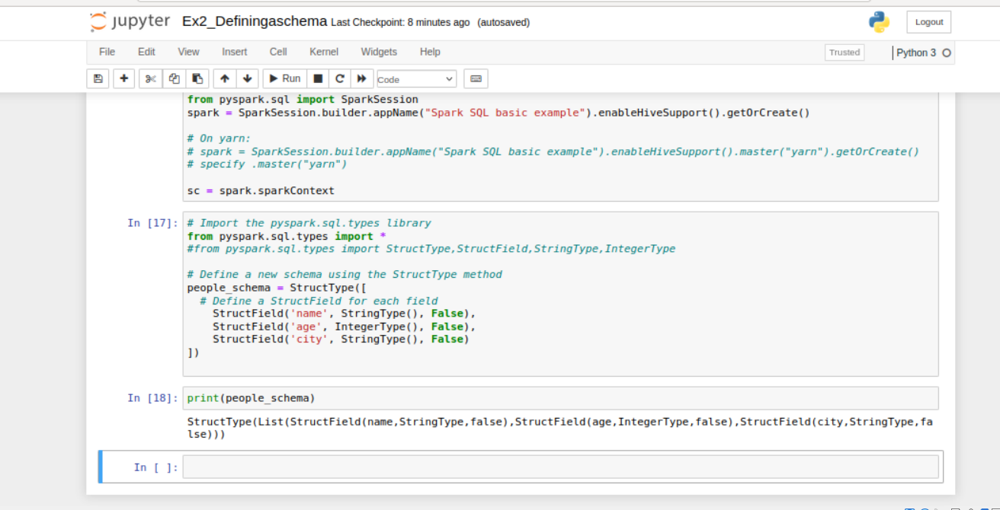 jupyter Ex2_Definingaschema Last Checkpoint: 8 minutes ago (autosaved)
Logout
File Edit View Insert Cell Kernel Widgets Help
Trusted
Python 3
Run
Code
from pyspark.sql import SparkSession
spark = SparkSession.builder.appName("Spark SQL basic example").enableHiveSupport().getOrCreate()
# On yarn:
# spark = SparkSession.builder.appName("Spark SQL basic example").enableHiveSupport().master("yarn").getOrCreate()
# specify .master("yarn")
sc = spark.sparkContext
In [17]:
# Import the pyspark.sql.types library
from pyspark.sql.types import *
#from pyspark.sql.types import StructType,StructField,StringType,IntegerType
# Define a new schema using the StructType method
people_schema = StructType([
# Define a StructField for each field
StructField('name', StringType(), False),
StructField('age', IntegerType(), False),
StructField('city', StringType(), False)
])
In [18]:
print(people_schema)
StructType(List(StructField(name,StringType,false),StructField(age,IntegerType,false),StructField(city,StringType,fa
lse)))
In [ ]: